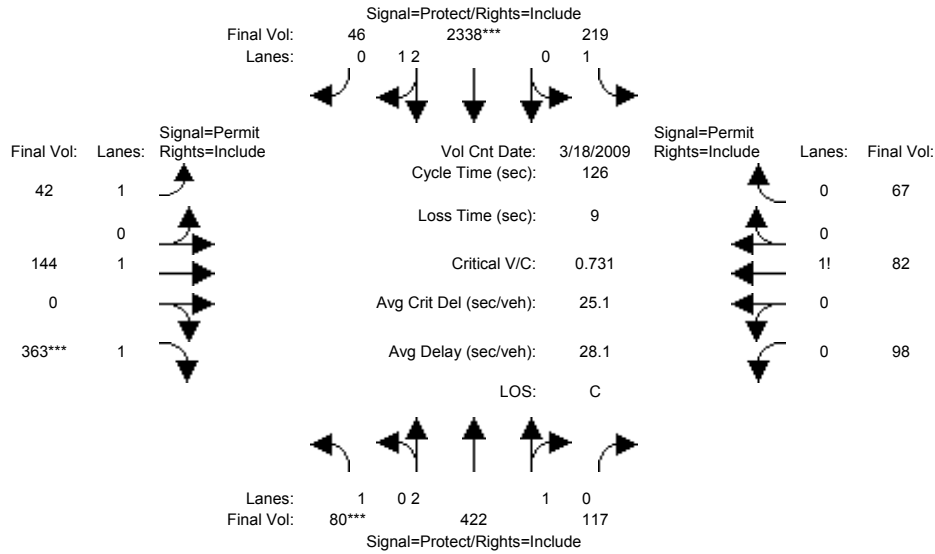 Signal=Protect/Rights=Include
Final Vol: 46 2338*** 219
Lanes: 0 1 2 0 1
Signal=Permit Signal=Permit
Final Vol: Lanes: Rights=Include Vol Cnt Date: 3/18/2009 Rights=Include Lanes: Final Vol:
Cycle Time (sec): 126
42 1 0 67
Loss Time (sec): 9
0 0
144 1 Critical V/C: 0.731 1! 82
0 Avg Crit Del (sec/veh): 25.1 0
363*** 1 Avg Delay (sec/veh): 28.1 0 98
LOS: C
Lanes: 1 0 2 1 0
Final Vol: 80*** 422 117
Signal=Protect/Rights=Include